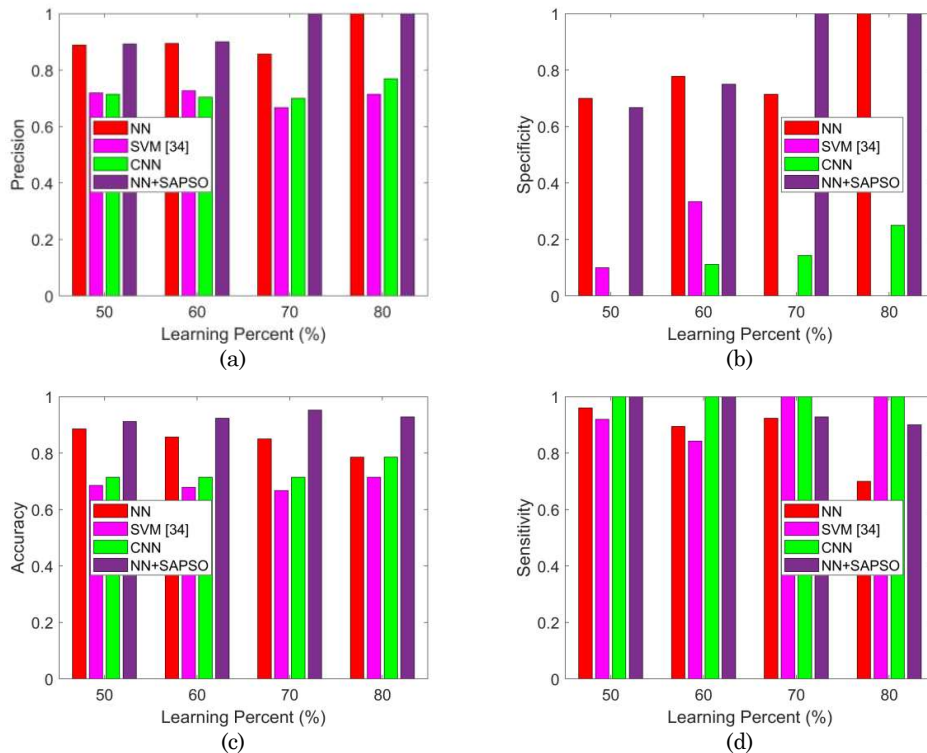 1
0.8
0.6
0.4
0.2
0
Precision
NN
SVM [34]
CNN
NN+SAPSO
50 60 70 80
Learning Percent (%)
(a)
1
0.8
0.6
0.4
0.2
0
Specificity
NN
SVM [34]
CNN
NN+SAPSO
50 60 70 80
Learning Percent (%)
(b)
1
0.8
0.6
0.4
0.2
0
Accuracy
NN
SVM [34]
CNN
NN+SAPSO
50 60 70 80
Learning Percent (%)
(c)
1
0.8
0.6
0.4
0.2
0
Sensitivity
NN
SVM [34]
CNN
NN+SAPSO
50 60 70 80
Learning Percent (%)
(d)